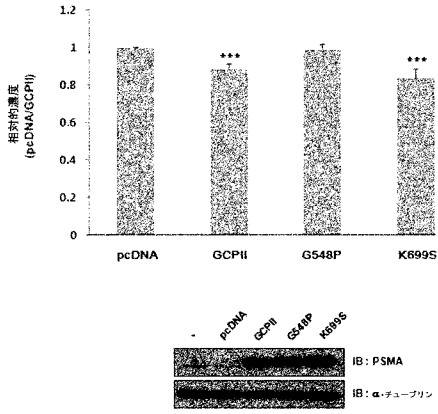 相対的濃度
(pcDNA/GCPII)
1.2
1
0.8
0.6
0.4
0.2
0
***
***
pcDNA
GCPII
G548P
K699S
- pcDNA GCPII G548P K699S
IB: PSMA
IB: α-チューブリン